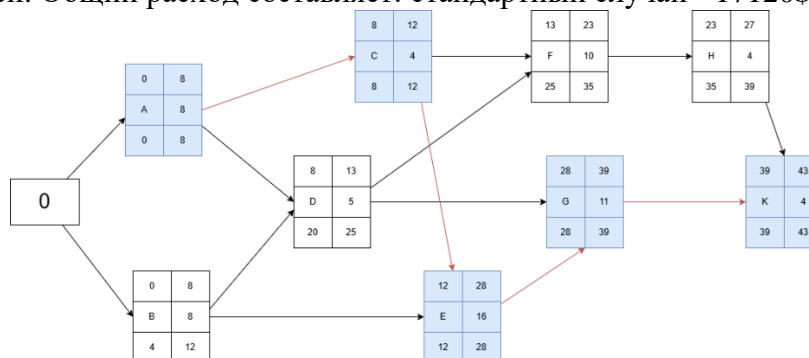 Общий расход составляет: стандартный случай
8 12
C 4
8 12
13 23
F 10
25 35
23 27
H 4
35 39
0 8
A 8
0 8
0
8 13
D 5
20 25
28 39
G 11
28 39
39 43
K 4
39 43
0 8
B 8
4 12
12 28
E 16
12 28